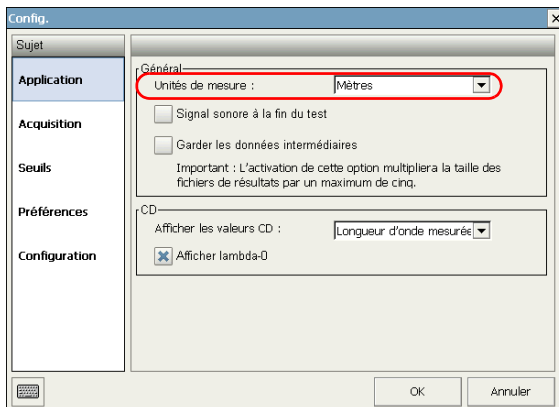 Config.
Sujet
Application
Acquisition
Seuils
Préférences
Configuration
Général
Unités de mesure :
Mètres
Signal sonore à la fin du test
Garder les données intermédiaires
Important : L'activation de cette option multipliera la taille des
fichiers de résultats par un maximum de cinq.
CD
Afficher les valeurs CD :
Longueur d'onde mesurée
Afficher lambda-0
OK
Annuler